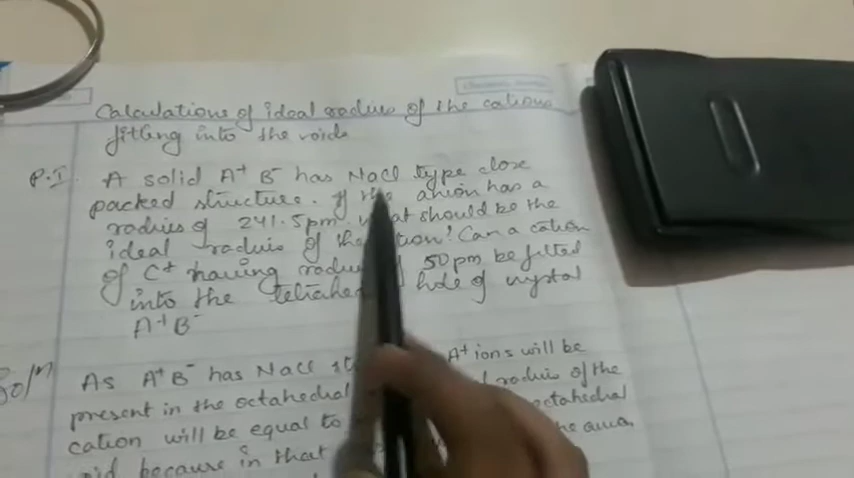 Calculations of ideal radius of the cations
fitting into the voids
P.I A solid A+ B- has NaCl type close
packed structure. If the anion has a
radius of 241.5pm. what should be the
ideal radius of the cation? Can a cation
of C+ having radius 50pm be fitted
into the hole of crystal
A+B-
Soln As A+ B- has NaCl A+ ions will be
present in the octahedral radius of the
cation will be equal to octahedral
because in that